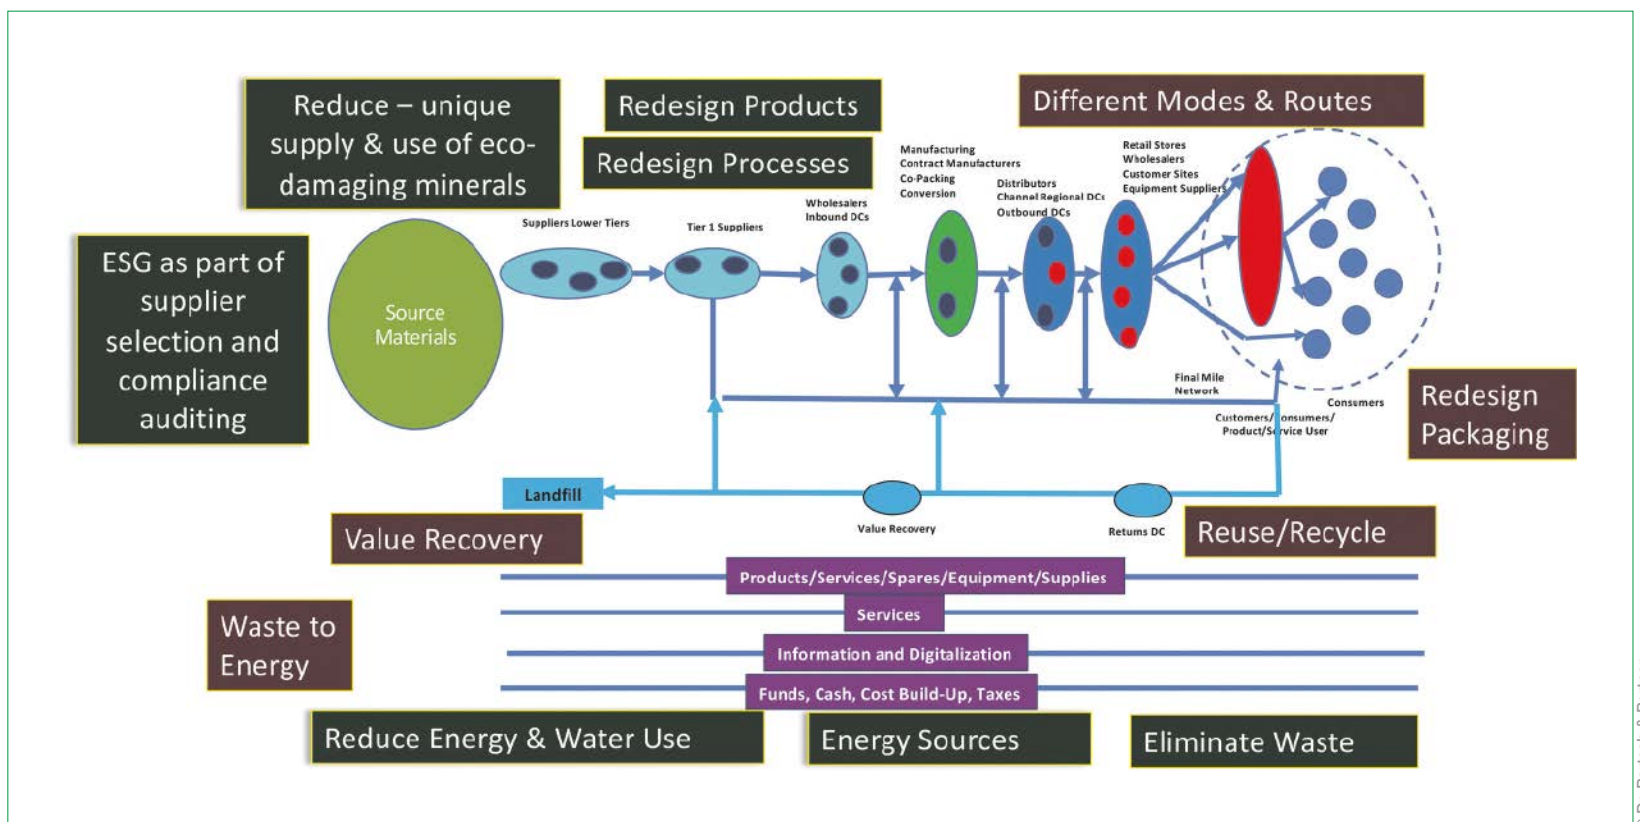 Reduce – unique
supply & use of eco-
damaging minerals
Redesign Products
Redesign Processes
Different Modes & Routes
ESG as part of
supplier
selection and
compliance
auditing
Source
Materials
Suppliers Lower Tiers
Tier 1 Suppliers
Wholesalers
Inbound DCs
Manufacturing
Contract Manufacturers
Co-Packing
Conversion
Distributors
Channel Regional DCs
Outbound DCs
Retail Stores
Wholesalers
Customer Sites
Equipment Suppliers
Final Mile
Network
Consumers
Customers/Consumers/
Product/Service User
Redesign
Packaging
Landfill
Value Recovery
Returns DC
Value Recovery
Reuse/Recycle
Products/Services/Spares/Equipment/Supplies
Services
Information and Digitalization
Funds, Cash, Cost Build-Up, Taxes
Waste to
Energy
Reduce Energy & Water Use
Energy Sources
Eliminate Waste